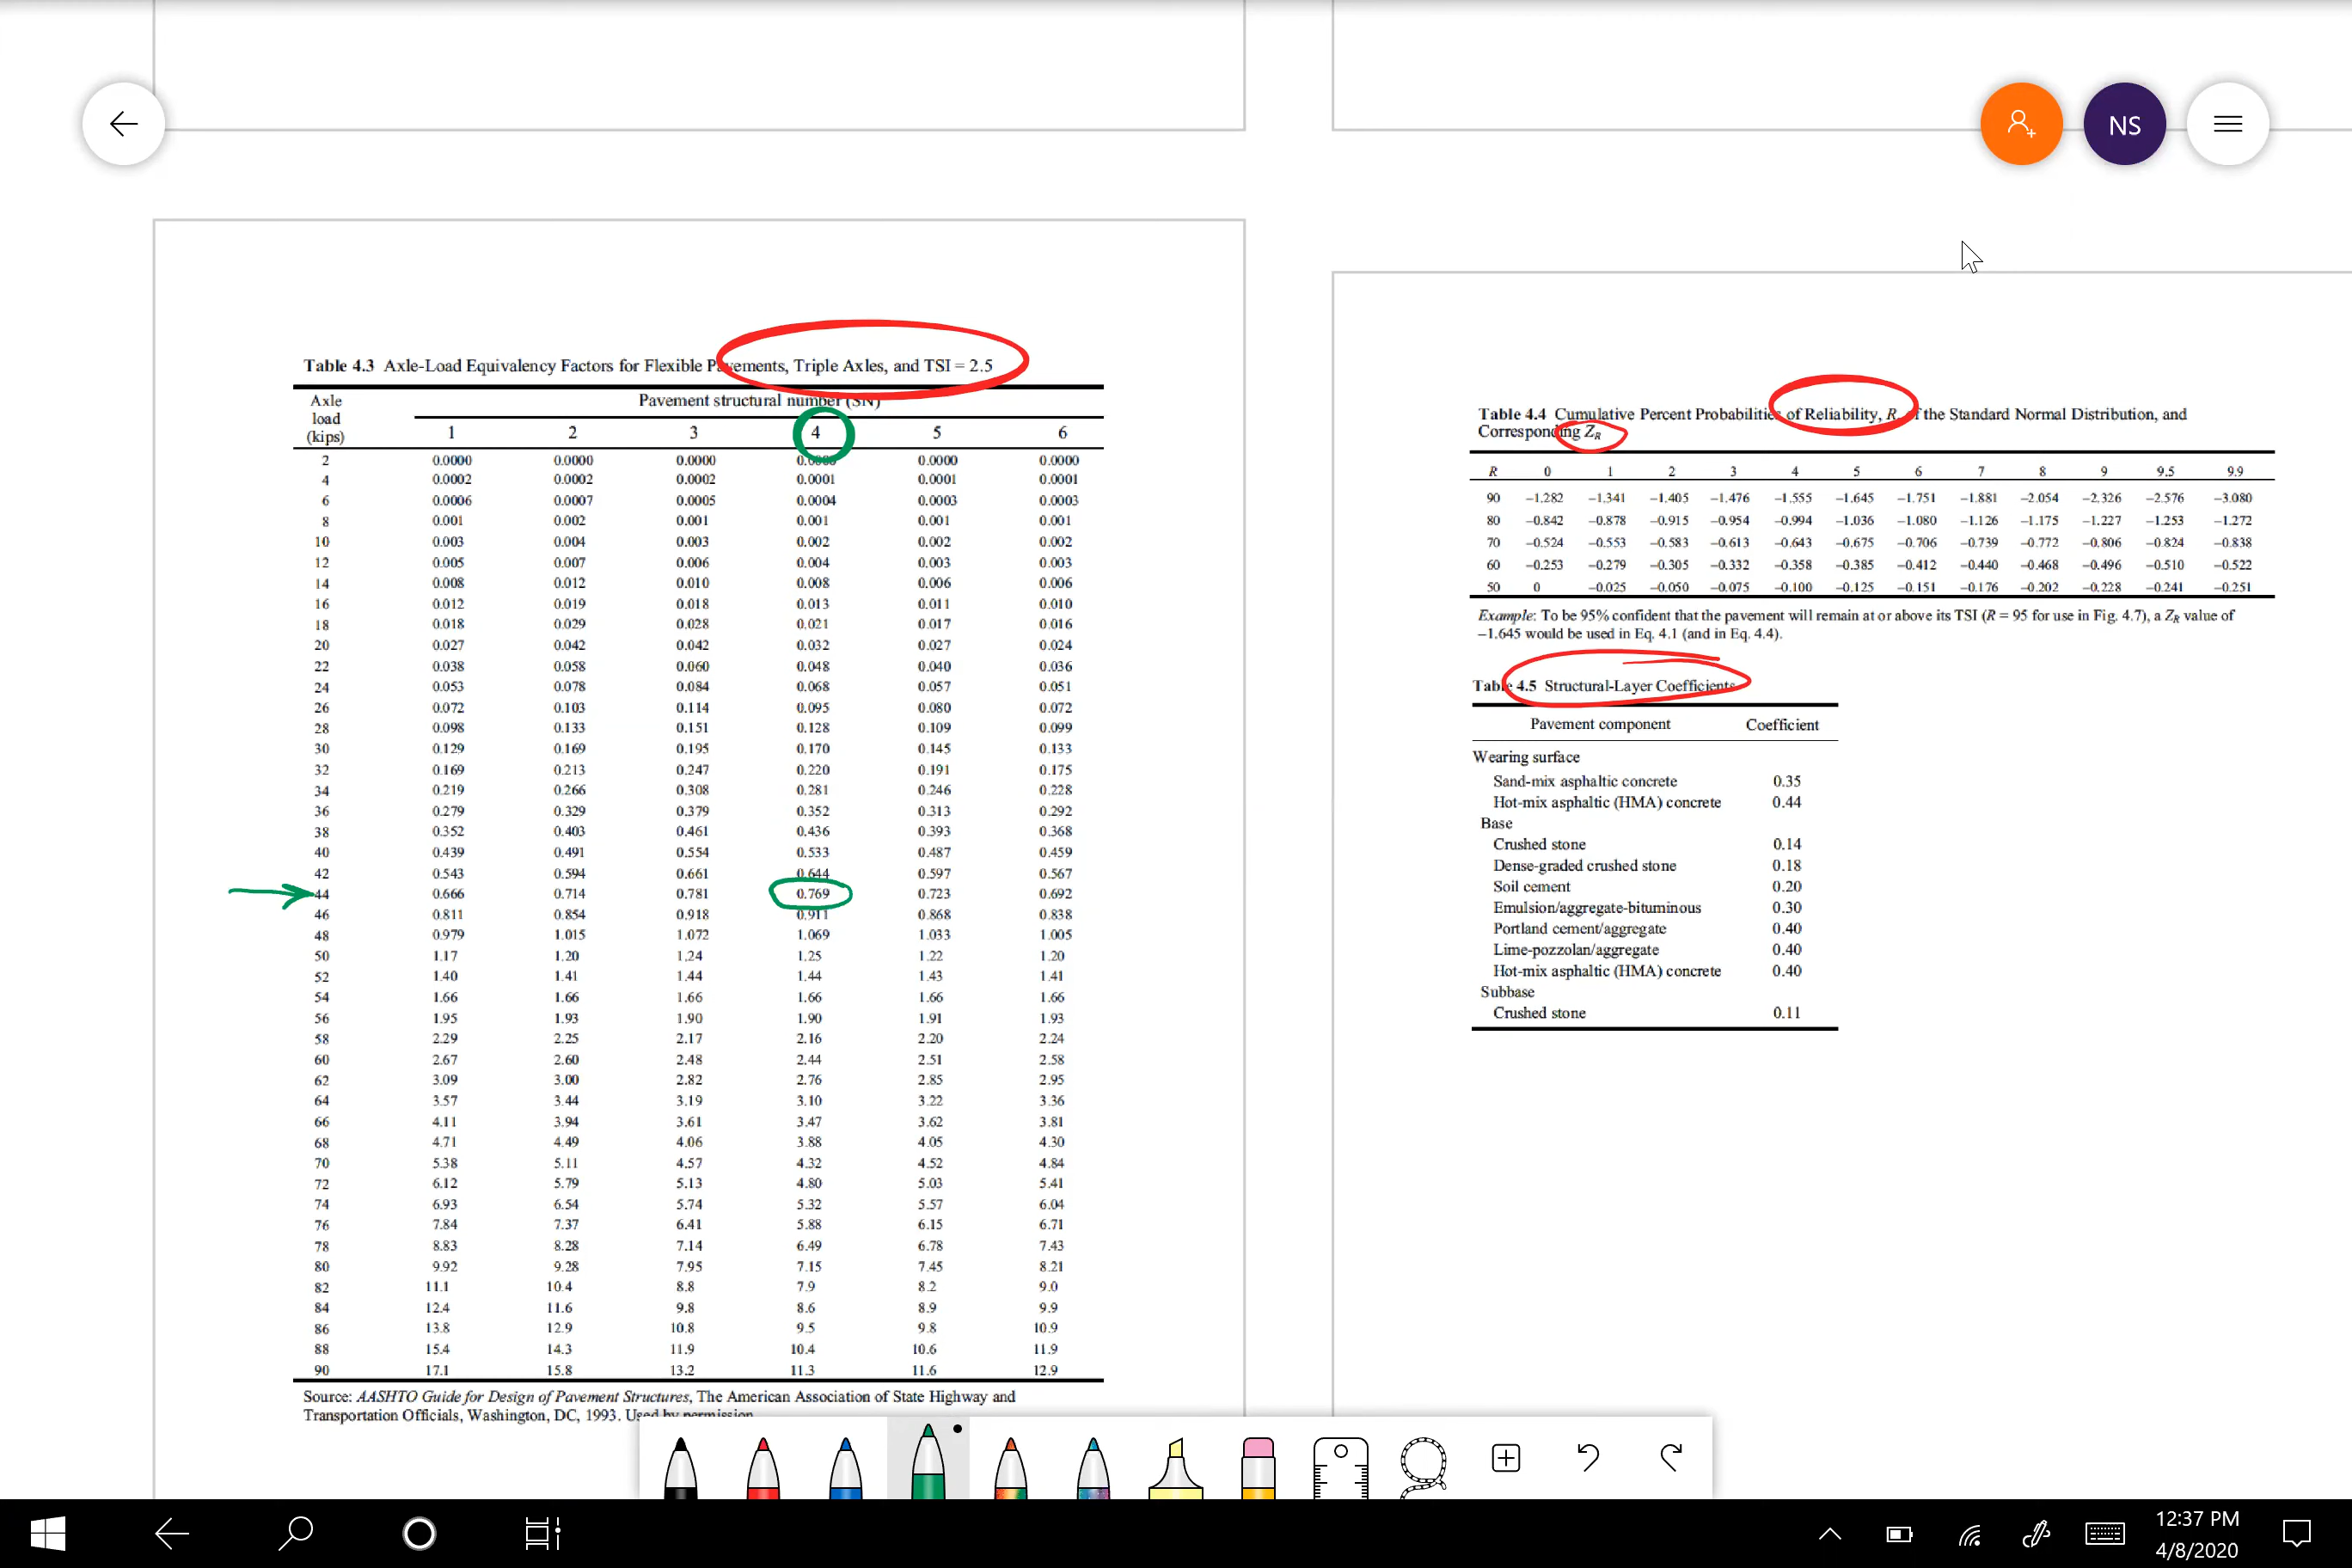 NS
Table 4.3 Axle-Load Equivalency Factors for Flexible Pavements, Triple Axles, and TSI = 2.5
Axle load (kips) Pavement structural number (SN)
1 2 3 4 5 6
2 0.0000 0.0000 0.0000 0.0000 0.0000 0.0000
4 0.0002 0.0002 0.0002 0.0001 0.0001 0.0001
6 0.0006 0.0007 0.0005 0.0004 0.0003 0.0003
8 0.001 0.002 0.001 0.001 0.001 0.001
10 0.003 0.004 0.003 0.002 0.002 0.002
12 0.005 0.007 0.006 0.004 0.003 0.003
14 0.008 0.012 0.010 0.008 0.006 0.006
16 0.012 0.019 0.018 0.013 0.011 0.010
18 0.018 0.029 0.028 0.021 0.017 0.016
20 0.027 0.042 0.042 0.032 0.027 0.024
22 0.038 0.058 0.060 0.048 0.040 0.036
24 0.053 0.078 0.084 0.068 0.057 0.051
26 0.072 0.103 0.114 0.095 0.080 0.072
28 0.098 0.133 0.151 0.128 0.109 0.099
30 0.129 0.169 0.195 0.170 0.145 0.133
32 0.169 0.213 0.247 0.220 0.191 0.175
34 0.219 0.266 0.308 0.281 0.246 0.228
36 0.279 0.329 0.379 0.352 0.313 0.292
38 0.352 0.403 0.461 0.436 0.393 0.368
40 0.439 0.491 0.554 0.533 0.487 0.459
42 0.543 0.594 0.661 0.644 0.597 0.567
44 0.666 0.714 0.781 0.769 0.723 0.692
46 0.811 0.854 0.918 0.911 0.868 0.838
48 0.979 1.015 1.072 1.069 1.033 1.005
50 1.17 1.20 1.24 1.25 1.22 1.20
52 1.40 1.41 1.44 1.44 1.43 1.41
54 1.66 1.66 1.66 1.66 1.66 1.66
56 1.95 1.93 1.90 1.90 1.91 1.93
58 2.29 2.25 2.17 2.16 2.20 2.24
60 2.67 2.60 2.48 2.44 2.51 2.58
62 3.09 3.00 2.82 2.76 2.85 2.95
64 3.57 3.44 3.19 3.10 3.22 3.36
66 4.11 3.94 3.61 3.47 3.62 3.81
68 4.71 4.49 4.06 3.88 4.05 4.30
70 5.38 5.11 4.57 4.32 4.52 4.84
72 6.12 5.79 5.13 4.80 5.03 5.41
74 6.93 6.54 5.74 5.32 5.57 6.04
76 7.84 7.37 6.41 5.88 6.15 6.71
78 8.83 8.28 7.14 6.49 6.78 7.43
80 9.92 9.28 7.95 7.15 7.45 8.21
82 11.1 10.4 8.8 7.9 8.2 9.0
84 12.4 11.6 9.8 8.6 8.9 9.9
86 13.8 12.9 10.8 9.5 9.8 10.9
88 15.4 14.3 11.9 10.4 10.6 11.9
90 17.1 15.8 13.2 11.3 11.6 12.9
Source: AASHTO Guide for Design of Pavement Structures, The American Association of State Highway and
Transportation Officials, Washington, DC, 1993. Used by permission
Table 4.4 Cumulative Percent Probabilities of Reliability, R, of the Standard Normal Distribution, and
Corresponding ZR
R 0 1 2 3 4 5 6 7 8 9 9.5 9.9
90 −1.282 −1.341 −1.405 −1.476 −1.555 −1.645 −1.751 −1.881 −2.054 −2.326 −2.576 −3.080
80 −0.842 −0.878 −0.915 −0.954 −0.994 −1.036 −1.080 −1.126 −1.175 −1.227 −1.253 −1.272
70 −0.524 −0.553 −0.583 −0.613 −0.643 −0.675 −0.706 −0.739 −0.772 −0.806 −0.824 −0.838
60 −0.253 −0.279 −0.305 −0.332 −0.358 −0.385 −0.412 −0.440 −0.468 −0.496 −0.510 −0.522
50 0 −0.025 −0.050 −0.075 −0.100 −0.125 −0.151 −0.176 −0.202 −0.228 −0.241 −0.251
Example: To be 95% confident that the pavement will remain at or above its TSI (R = 95 for use in Fig. 4.7), a ZR value of
−1.645 would be used in Eq. 4.1 (and in Eq. 4.4).
Table 4.5 Structural-Layer Coefficients
Pavement component Coefficient
Wearing surface
Sand-mix asphaltic concrete 0.35
Hot-mix asphaltic (HMA) concrete 0.44
Base
Crushed stone 0.14
Dense-graded crushed stone 0.18
Soil cement 0.20
Emulsion/aggregate-bituminous 0.30
Portland cement/aggregate 0.40
Lime-pozzolan/aggregate 0.40
Hot-mix asphaltic (HMA) concrete 0.40
Subbase
Crushed stone 0.11
12:37 PM
4/8/2020